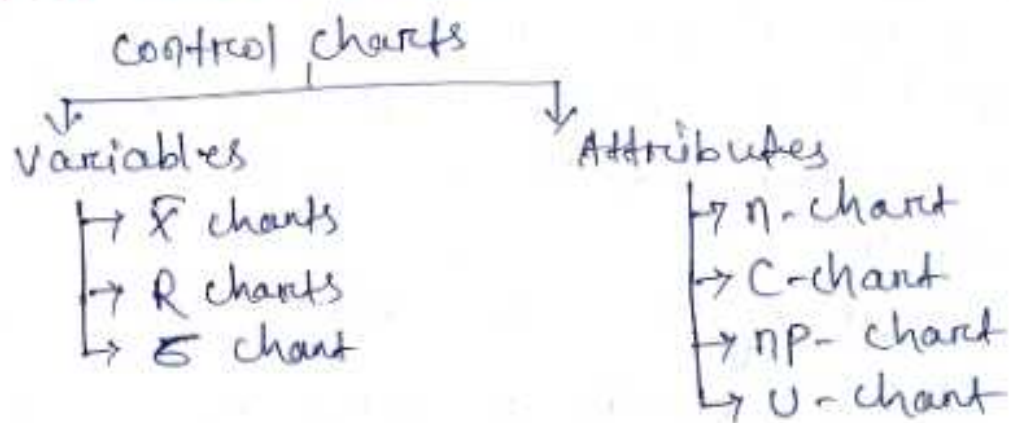 Control charts
Variables
→ x̄ charts
→ R charts
→ σ chart
Attributes
→ n-chart
→ C-chart
→ np-chart
→ U-chart